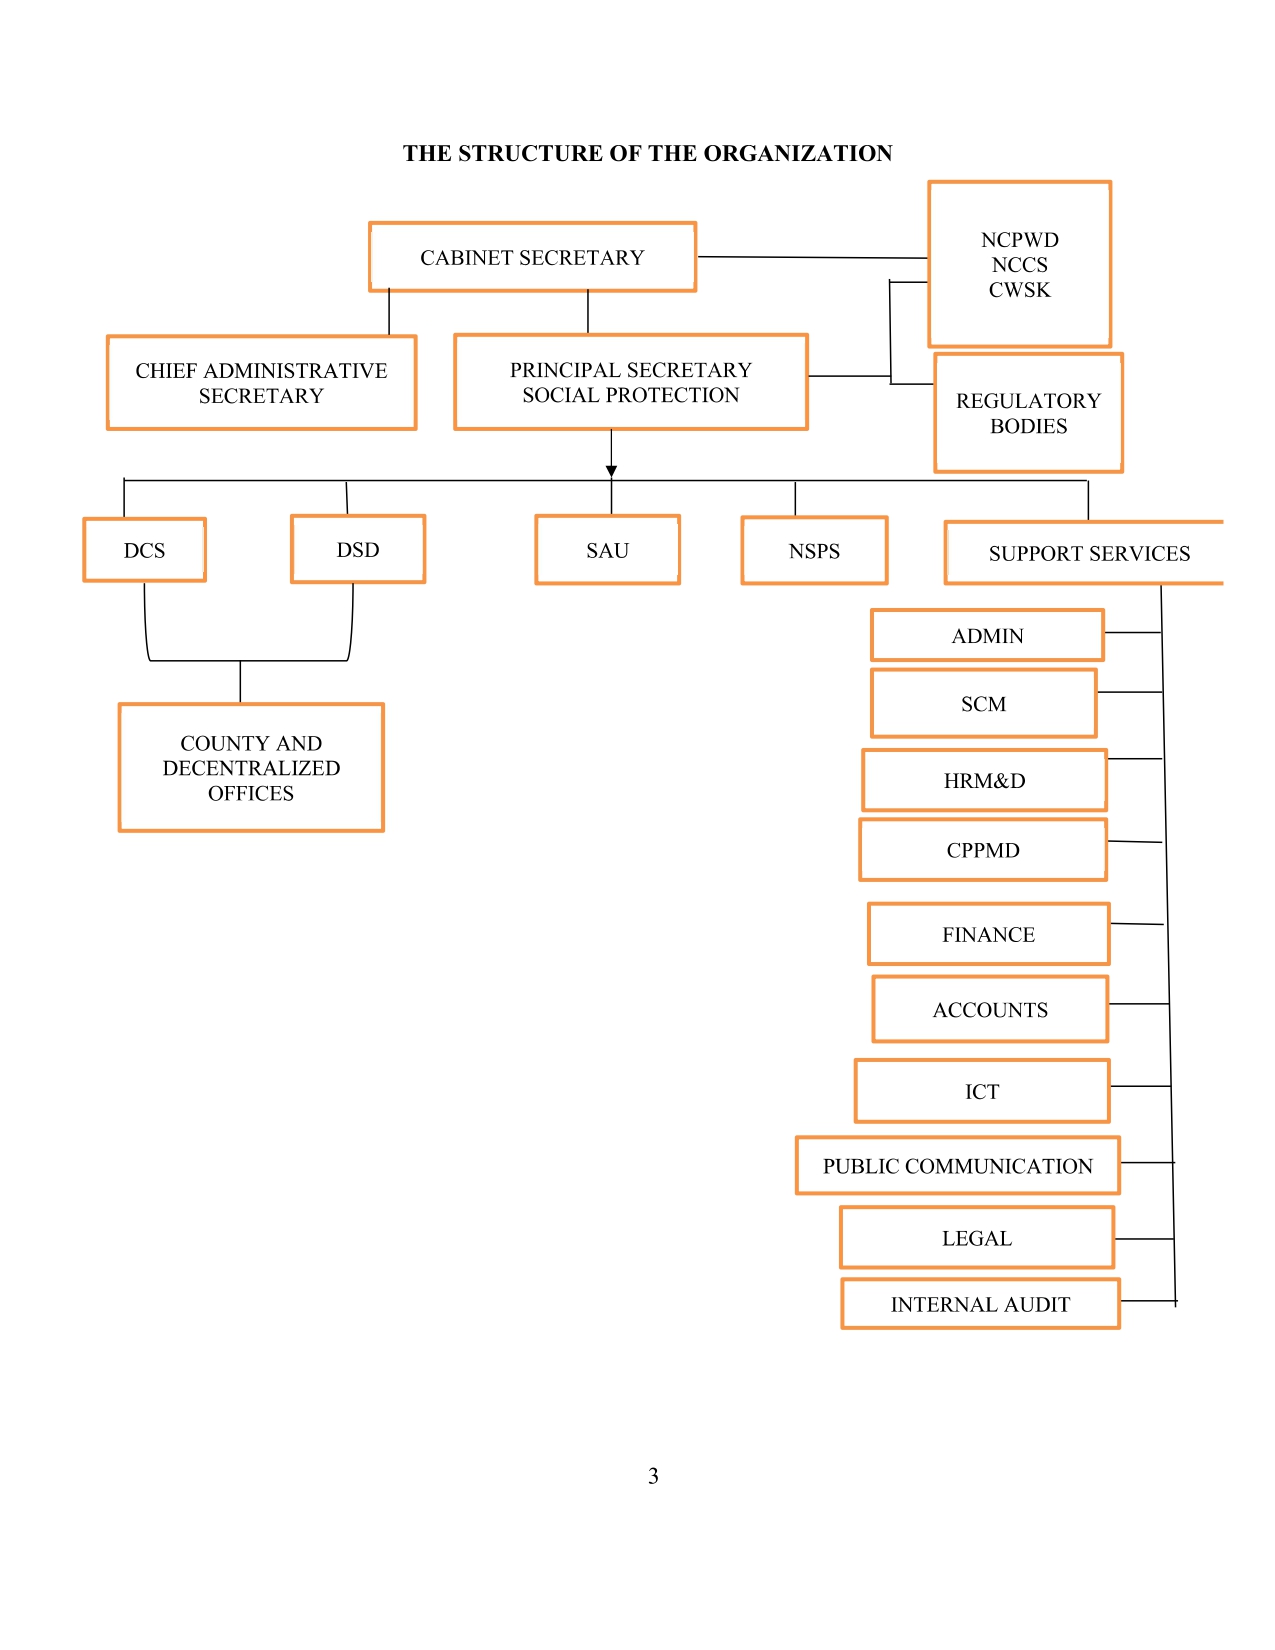 THE STRUCTURE OF THE ORGANIZATION
CABINET SECRETARY
NCPWD
NCCS
CWSK
CHIEF ADMINISTRATIVE
SECRETARY
PRINCIPAL SECRETARY
SOCIAL PROTECTION
REGULATORY
BODIES
DCS
DSD
SAU
NSPS
SUPPORT SERVICES
ADMIN
SCM
HRM&D
CPPMD
FINANCE
ACCOUNTS
ICT
PUBLIC COMMUNICATION
LEGAL
INTERNAL AUDIT
COUNTY AND
DECENTRALIZED
OFFICES
3